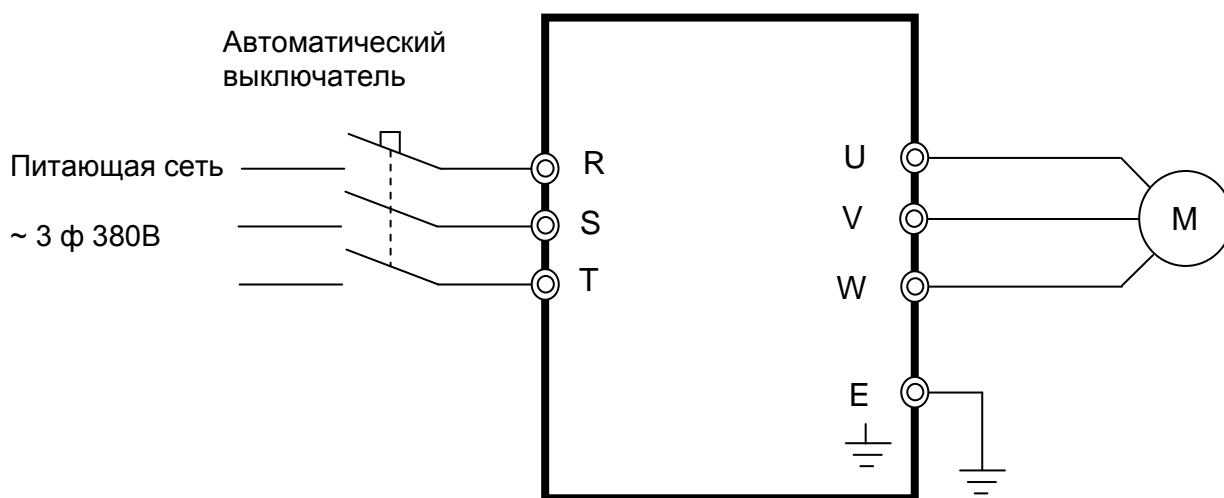 Автоматический
выключатель
Питающая сеть
~ 3 ф 380В
R
S
T
U
V
W
E
M